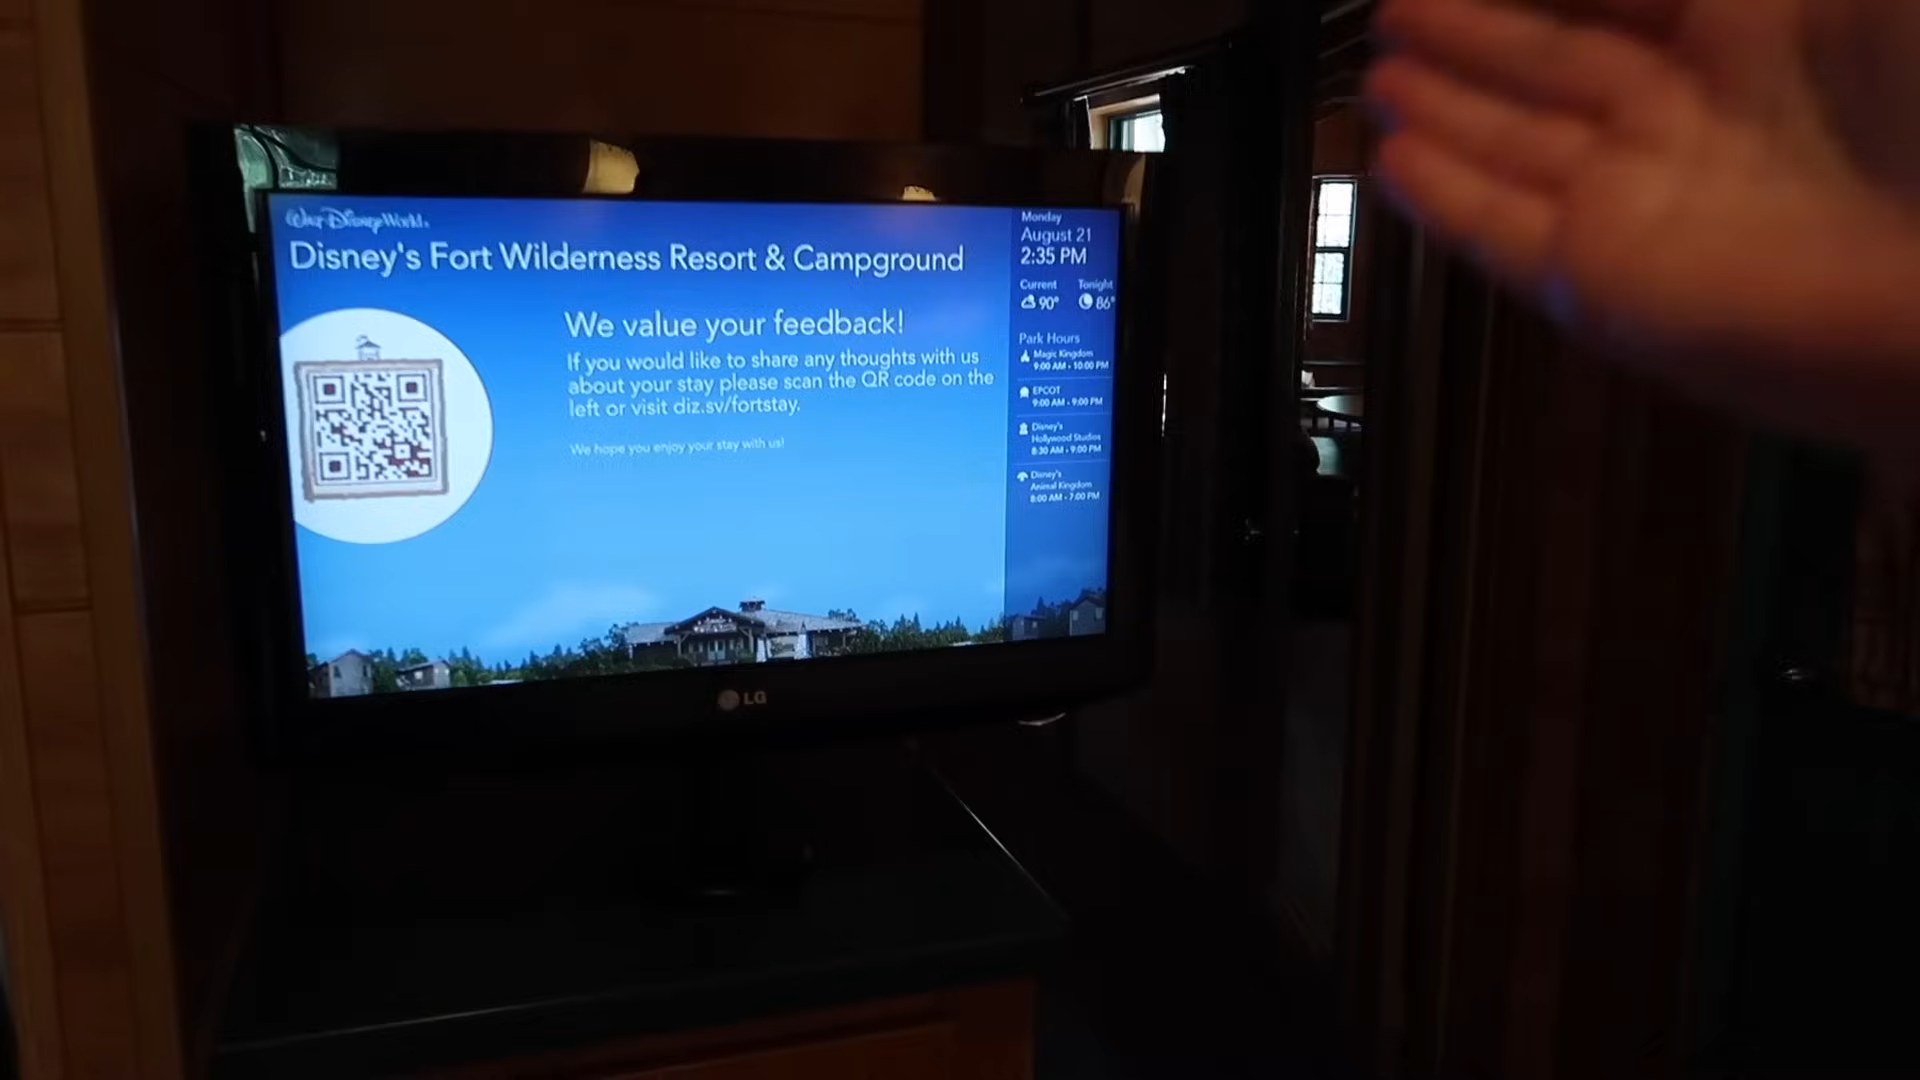 Walt Disney World.
Disney's Fort Wilderness Resort & Campground
We value your feedback!
If you would like to share any thoughts with us
about your stay please scan the QR code on the
left or visit diz.sv/fortstay.
We hope you enjoy your stay with us!
Monday
August 21
2:35 PM
Current Tonight
90° 86°
Park Hours
Magic Kingdom
9:00 AM - 10:00 PM
EPCOT
9:00 AM - 9:00 PM
Disney's
Hollywood Studios
8:30 AM - 9:00 PM
Disney's
Animal Kingdom
8:00 AM - 7:00 PM
LG